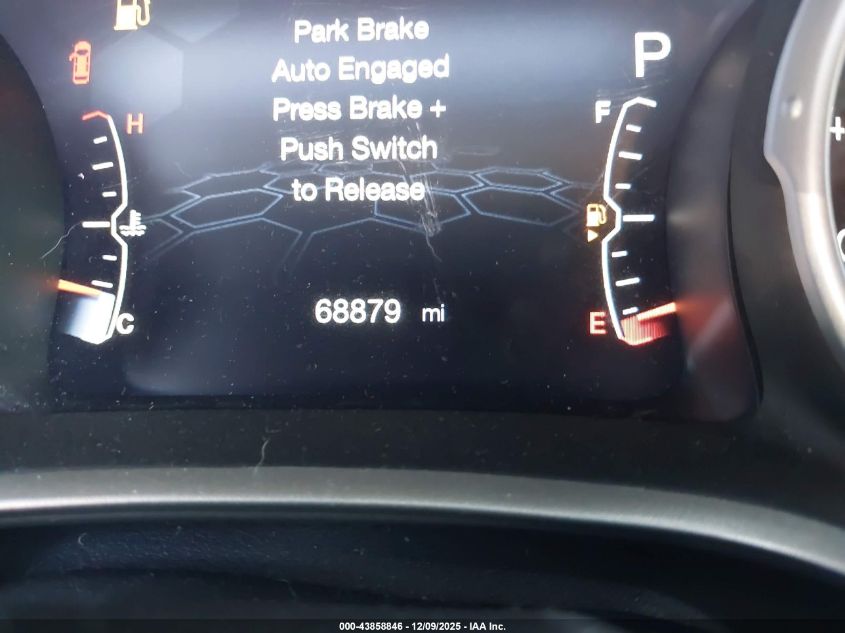 Park Brake
Auto Engaged
Press Brake +
Push Switch
to Release
P
H
F
C
E
68879 mi
+
000-43858846 - 12/09/2025 - IAA Inc.